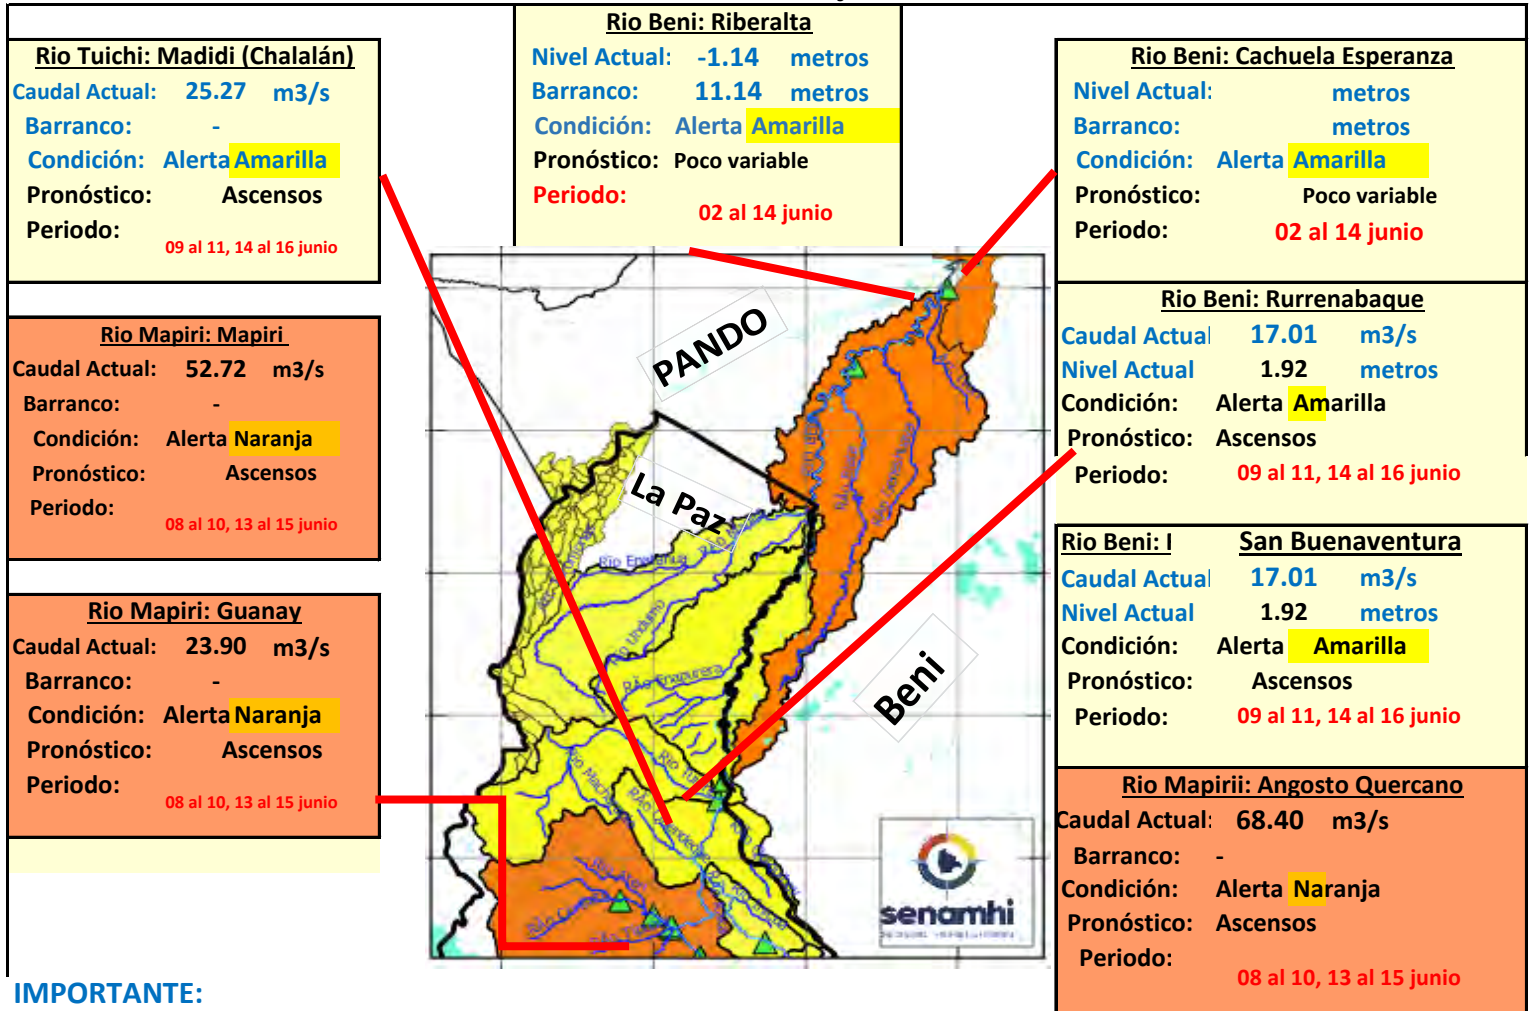 Rio Beni: Riberalta
Nivel Actual: -1.14 metros
Barranco: 11.14 metros
Condición: Alerta Amarilla
Pronóstico: Poco variable
Periodo:
02 al 14 junio
Rio Tuichi: Madidi (Chalalán)
Caudal Actual: 25.27 m3/s
Barranco: -
Condición: Alerta Amarilla
Pronóstico: Ascensos
Periodo:
09 al 11, 14 al 16 junio
Rio Mapiri: Mapiri
Caudal Actual: 52.72 m3/s
Barranco: -
Condición: Alerta Naranja
Pronóstico: Ascensos
Periodo:
08 al 10, 13 al 15 junio
Rio Mapiri: Guanay
Caudal Actual: 23.90 m3/s
Barranco: -
Condición: Alerta Naranja
Pronóstico: Ascensos
Periodo:
08 al 10, 13 al 15 junio
Rio Beni: Cachuela Esperanza
Nivel Actual: metros
Barranco: metros
Condición: Alerta Amarilla
Pronóstico: Poco variable
Periodo: 02 al 14 junio
Rio Beni: Rurrenabaque
Caudal Actual 17.01 m3/s
Nivel Actual 1.92 metros
Condición: Alerta Amarilla
Pronóstico: Ascensos
Periodo: 09 al 11, 14 al 16 junio
Rio Beni: I San Buenaventura
Caudal Actual 17.01 m3/s
Nivel Actual 1.92 metros
Condición: Alerta Amarilla
Pronóstico: Ascensos
Periodo: 09 al 11, 14 al 16 junio
Rio Mapirii: Angosto Quercano
Caudal Actual: 68.40 m3/s
Barranco: -
Condición: Alerta Naranja
Pronóstico: Ascensos
Periodo:
08 al 10, 13 al 15 junio
PANDO
La Paz
Beni
Rio Undumo
RÃo Enapurera
senamhi
IMPORTANTE: